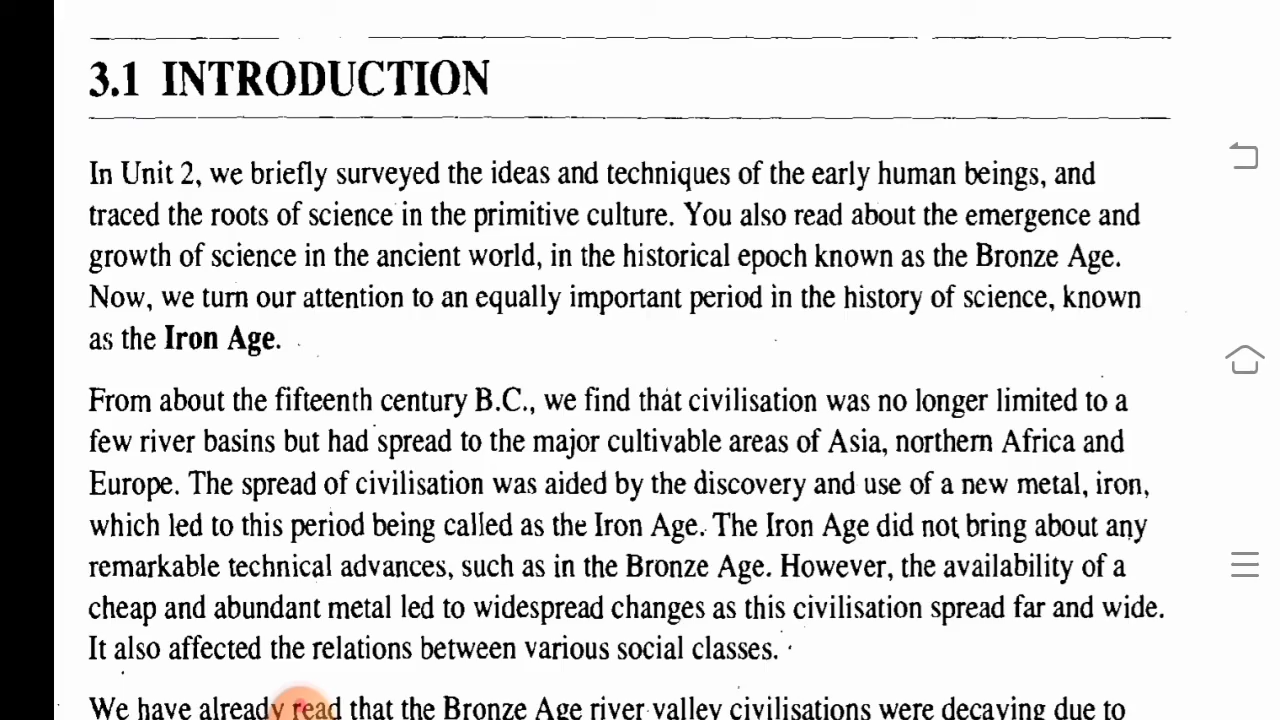 3.1 INTRODUCTION
In Unit 2, we briefly surveyed the ideas and techniques of the early human beings, and
traced the roots of science in the primitive culture. You also read about the emergence and
growth of science in the ancient world, in the historical epoch known as the Bronze Age.
Now, we turn our attention to an equally important period in the history of science, known
as the Iron Age.
From about the fifteenth century B.C., we find that civilisation was no longer limited to a
few river basins but had spread to the major cultivable areas of Asia, northern Africa and
Europe. The spread of civilisation was aided by the discovery and use of a new metal, iron,
which led to this period being called as the Iron Age. The Iron Age did not bring about any
remarkable technical advances, such as in the Bronze Age. However, the availability of a
cheap and abundant metal led to widespread changes as this civilisation spread far and wide.
It also affected the relations between various social classes.
We have already read that the Bronze Age river valley civilisations were decaying due to